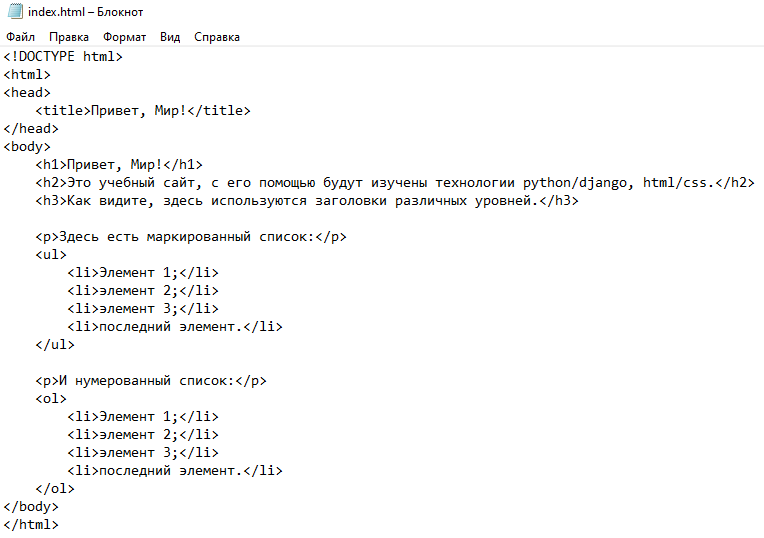 index.html – Блокнот
Файл Правка Формат Вид Справка
<!DOCTYPE html>
<html>
<head>
    <title>Привет, Мир!</title>
</head>
<body>
    <h1>Привет, Мир!</h1>
    <h2>Это учебный сайт, с его помощью будут изучены технологии python/django, html/css.</h2>
    <h3>Как видите, здесь используются заголовки различных уровней.</h3>

    <p>Здесь есть маркированный список:</p>
    <ul>
        <li>Элемент 1;</li>
        <li>элемент 2;</li>
        <li>элемент 3;</li>
        <li>последний элемент.</li>
    </ul>

    <p>И нумерованный список:</p>
    <ol>
        <li>Элемент 1;</li>
        <li>элемент 2;</li>
        <li>элемент 3;</li>
        <li>последний элемент.</li>
    </ol>
</body>
</html>